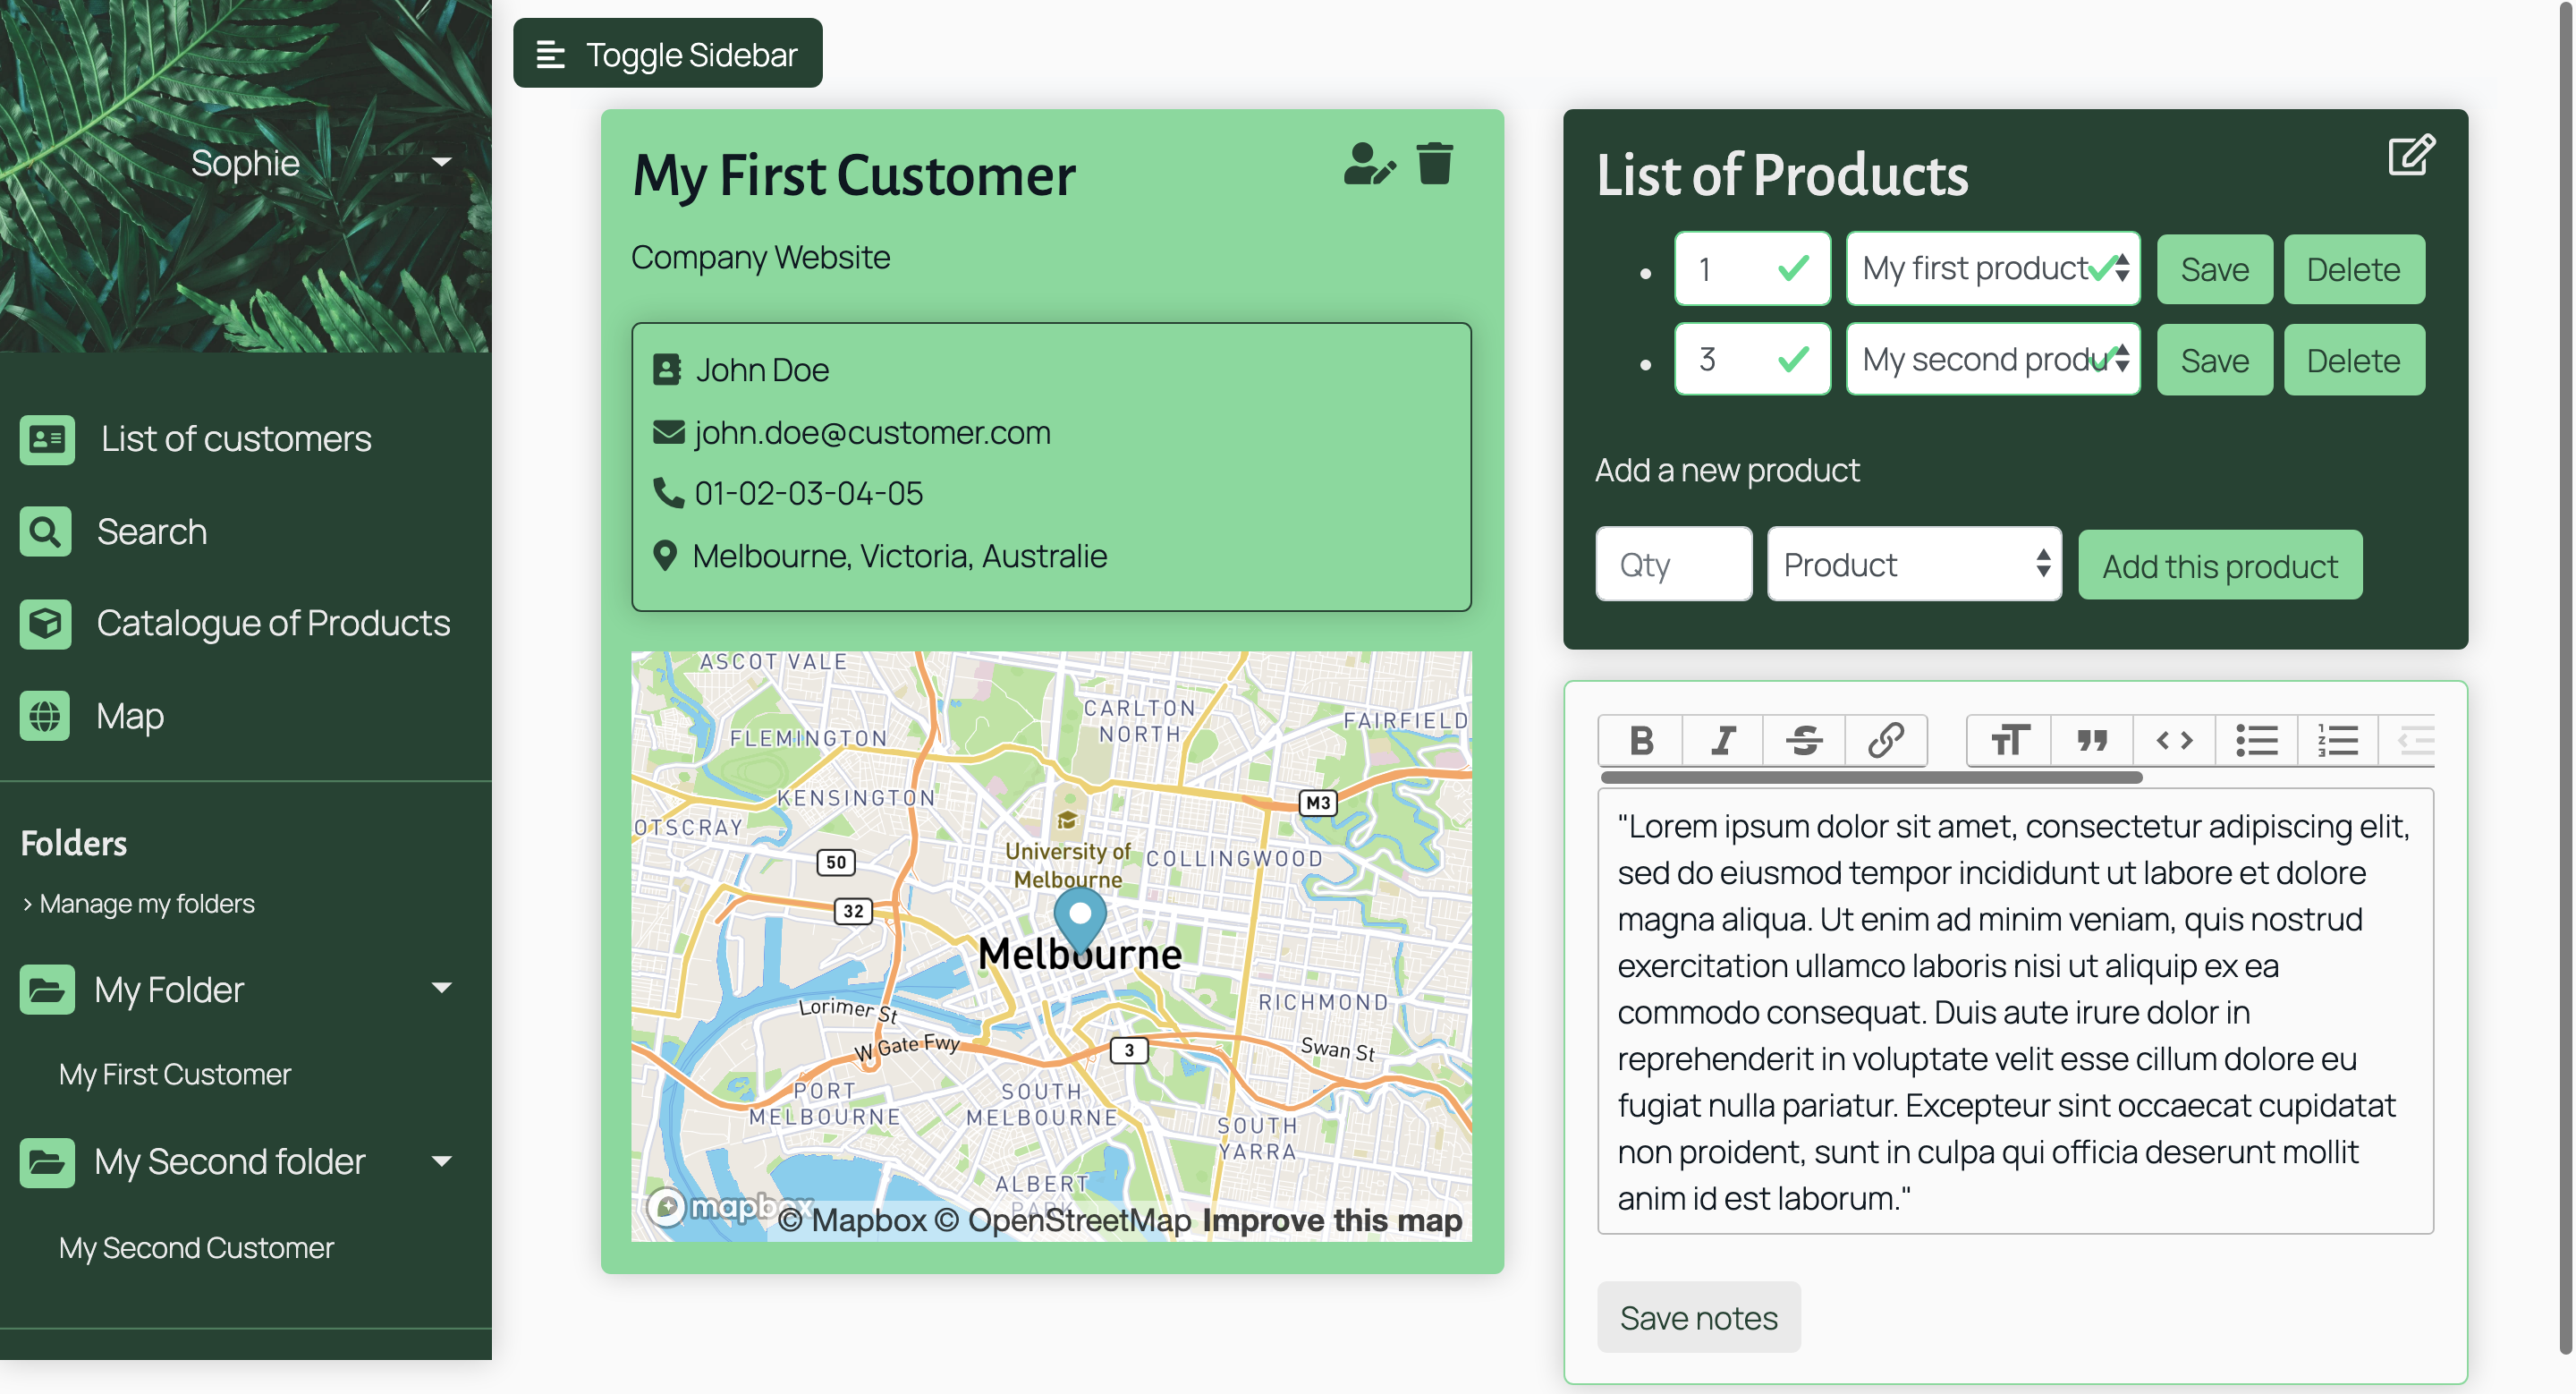 Toggle Sidebar
Sophie
List of customers
Search
Catalogue of Products
Map
Folders
› Manage my folders
My Folder
My First Customer
My Second folder
My Second Customer
My First Customer
Company Website
John Doe
john.doe@customer.com
01-02-03-04-05
Melbourne, Victoria, Australie
ASCOT VALE
CARLTON
NORTH
FAIRFIELD
FLEMINGTON
KENSINGTON
M3
OTSCRAY
University of
Melbourne
COLLINGWOOD
50
32
Melbourne
RICHMOND
Lorimer St
W Gate Fwy
3
Swan St
PORT
MELBOURNE
SOUTH
MELBOURNE
SOUTH
YARRA
ALBERT
PARK
mapbox
© Mapbox © OpenStreetMap Improve this map
List of Products
1 My first product Save Delete
3 My second produ Save Delete
Add a new product
Qty Product Add this product
"Lorem ipsum dolor sit amet, consectetur adipiscing elit,
sed do eiusmod tempor incididunt ut labore et dolore
magna aliqua. Ut enim ad minim veniam, quis nostrud
exercitation ullamco laboris nisi ut aliquip ex ea
commodo consequat. Duis aute irure dolor in
reprehenderit in voluptate velit esse cillum dolore eu
fugiat nulla pariatur. Excepteur sint occaecat cupidatat
non proident, sunt in culpa qui officia deserunt mollit
anim id est laborum."
Save notes